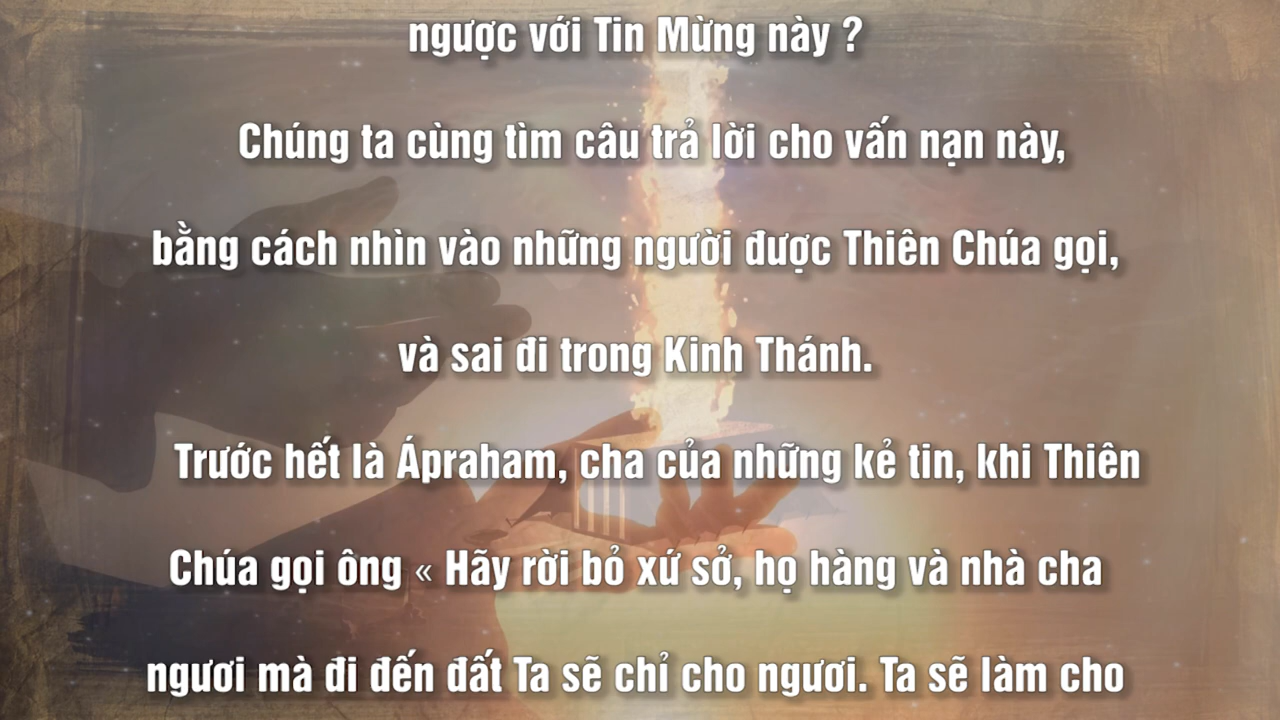 ngược với Tin Mừng này ?
Chúng ta cùng tìm câu trả lời cho vấn nạn này,
bằng cách nhìn vào những người được Thiên Chúa gọi,
và sai đi trong Kinh Thánh.
Trước hết là Ápraham, cha của những kẻ tin, khi Thiên
Chúa gọi ông « Hãy rời bỏ xứ sở, họ hàng và nhà cha
ngươi mà đi đến đất Ta sẽ chỉ cho ngươi. Ta sẽ làm cho